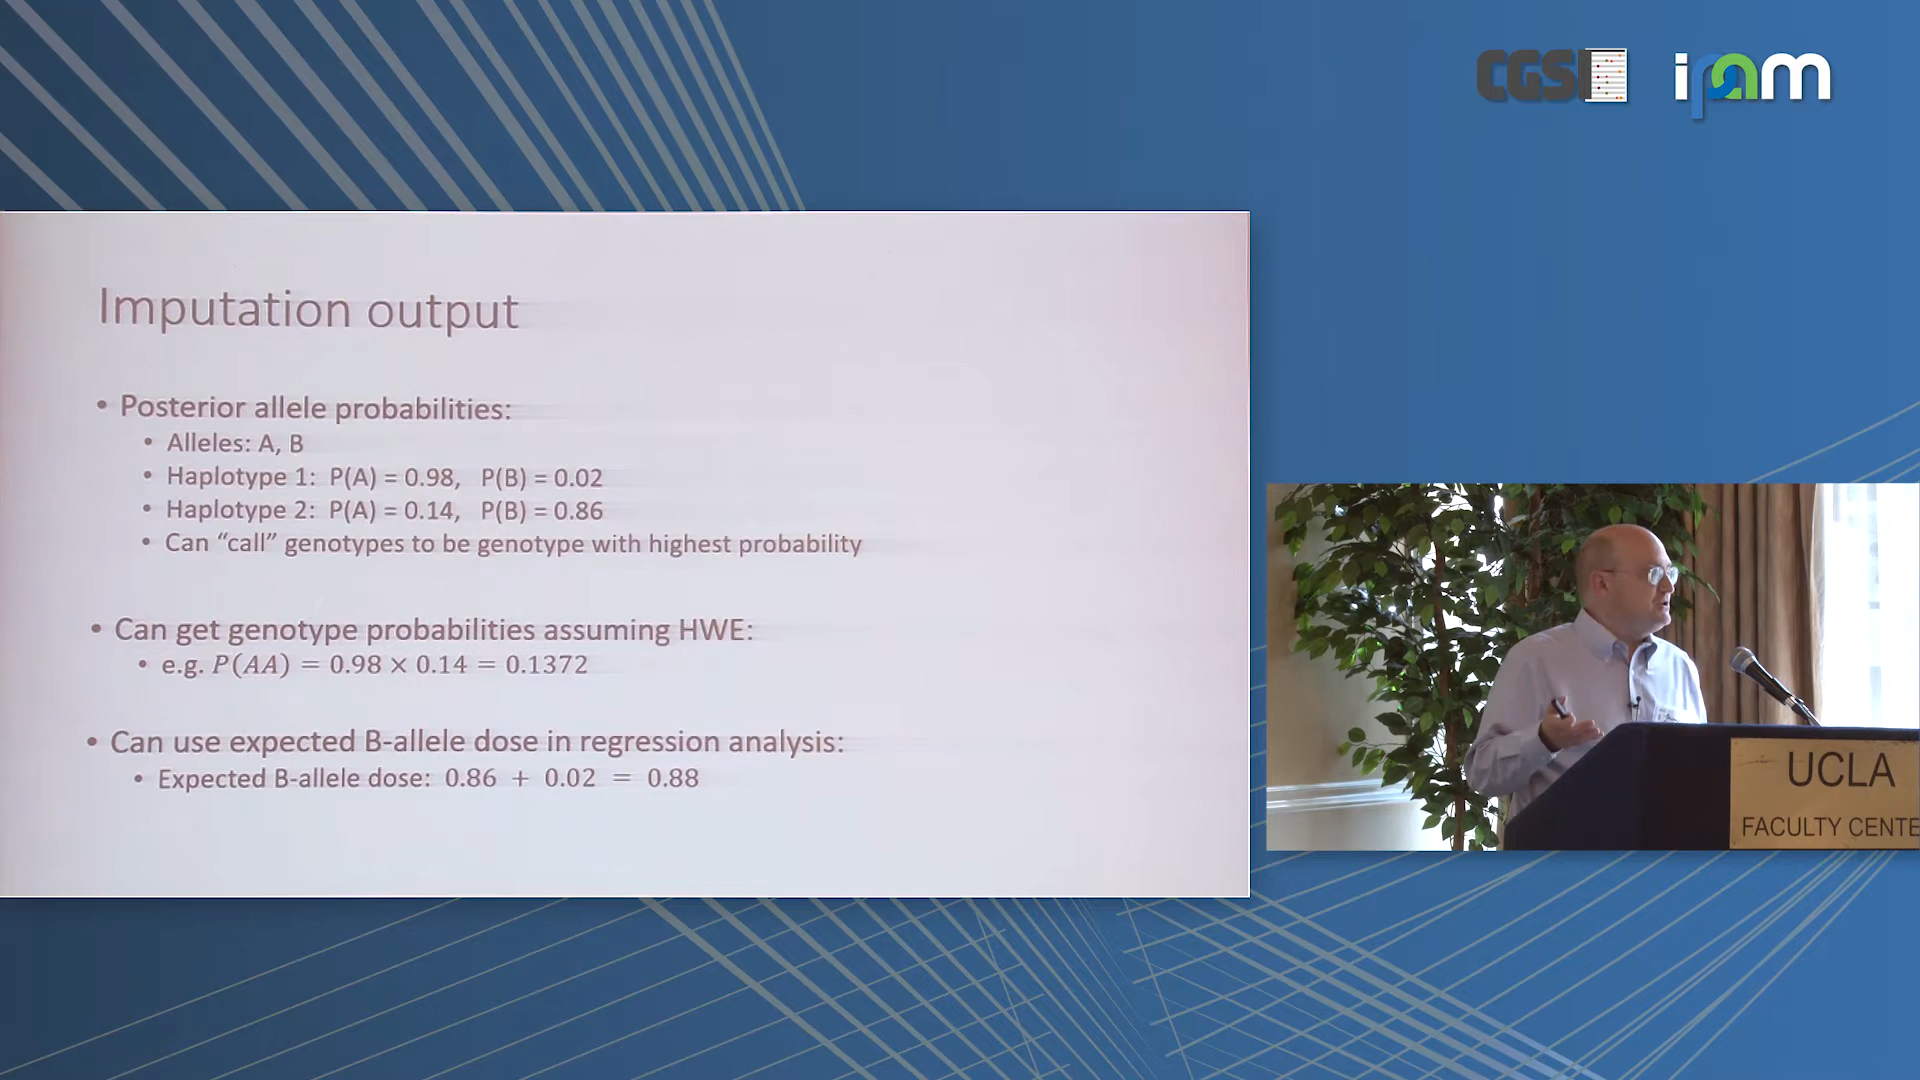 CGSI
ipam
Imputation output
• Posterior allele probabilities:
• Alleles: A, B
• Haplotype 1: P(A) = 0.98, P(B) = 0.02
• Haplotype 2: P(A) = 0.14, P(B) = 0.86
• Can “call” genotypes to be genotype with highest probability
• Can get genotype probabilities assuming HWE:
• e.g. P(AA) = 0.98 × 0.14 = 0.1372
• Can use expected B-allele dose in regression analysis:
• Expected B-allele dose: 0.86 + 0.02 = 0.88
UCLA
FACULTY CENTE